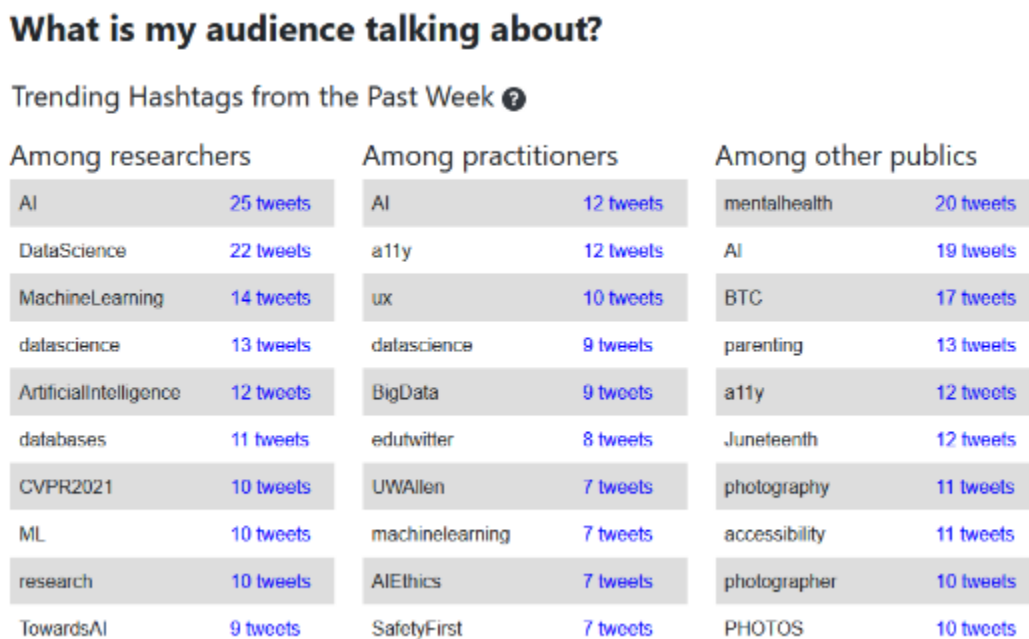 What is my audience talking about?
Trending Hashtags from the Past Week ?
Among researchers
AI 25 tweets
DataScience 22 tweets
MachineLearning 14 tweets
datascience 13 tweets
ArtificialIntelligence 12 tweets
databases 11 tweets
CVPR2021 10 tweets
ML 10 tweets
research 10 tweets
TowardsAI 9 tweets
Among practitioners
AI 12 tweets
a11y 12 tweets
ux 10 tweets
datascience 9 tweets
BigData 9 tweets
edutwitter 8 tweets
UWAllen 7 tweets
machinelearning 7 tweets
AIEthics 7 tweets
SafetyFirst 7 tweets
Among other publics
mentalhealth 20 tweets
AI 19 tweets
BTC 17 tweets
parenting 13 tweets
a11y 12 tweets
Juneteenth 12 tweets
photography 11 tweets
accessibility 11 tweets
photographer 10 tweets
PHOTOS 10 tweets